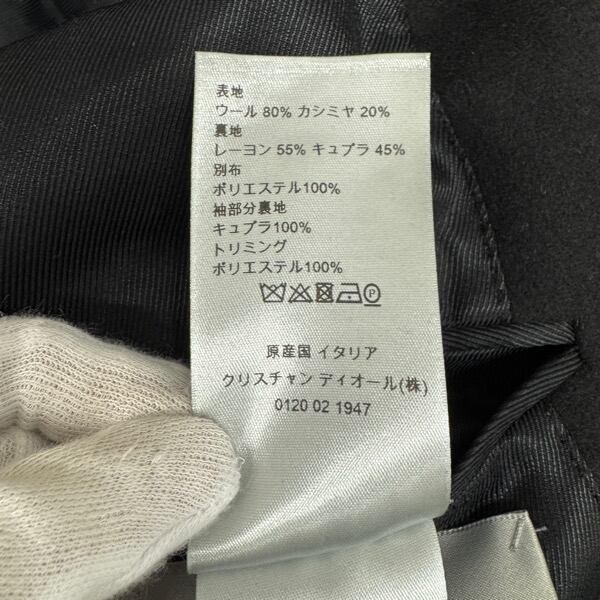 表地
ウール 80% カシミヤ 20%
裏地
レーヨン 55% キュプラ 45%
別布
ポリエステル100%
袖部分裏地
キュプラ100%
トリミング
ポリエステル100%
P
原産国 イタリア
クリスチャン ディオール(株)
0120 02 1947